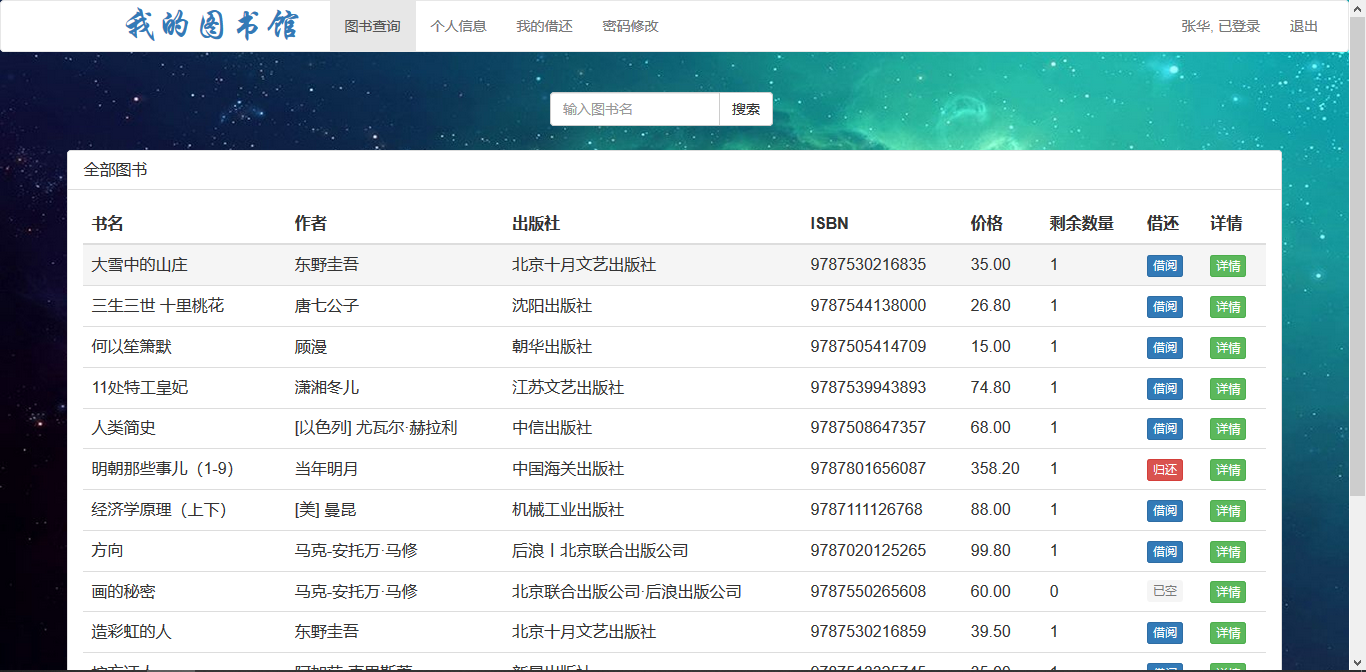 我的图书馆 图书查询 个人信息 我的借还 密码修改 张华, 已登录 退出
输入图书名 搜索
全部图书
书名 作者 出版社 ISBN 价格 剩余数量 借还 详情
大雪中的山庄 东野圭吾 北京十月文艺出版社 9787530216835 35.00 1 借阅 详情
三生三世 十里桃花 唐七公子 沈阳出版社 9787544138000 26.80 1 借阅 详情
何以笙箫默 顾漫 朝华出版社 9787505414709 15.00 1 借阅 详情
11处特工皇妃 潇湘冬儿 江苏文艺出版社 9787539943893 74.80 1 借阅 详情
人类简史 [以色列] 尤瓦尔·赫拉利 中信出版社 9787508647357 68.00 1 借阅 详情
明朝那些事儿（1-9） 当年明月 中国海关出版社 9787801656087 358.20 1 归还 详情
经济学原理（上下） [美] 曼昆 机械工业出版社 9787111126768 88.00 1 借阅 详情
方向 马克-安托万·马修 后浪丨北京联合出版公司 9787020125265 99.80 1 借阅 详情
画的秘密 马克-安托万·马修 北京联合出版公司·后浪出版公司 9787550265608 60.00 0 已空 详情
造彩虹的人 东野圭吾 北京十月文艺出版社 9787530216859 39.50 1 借阅 详情